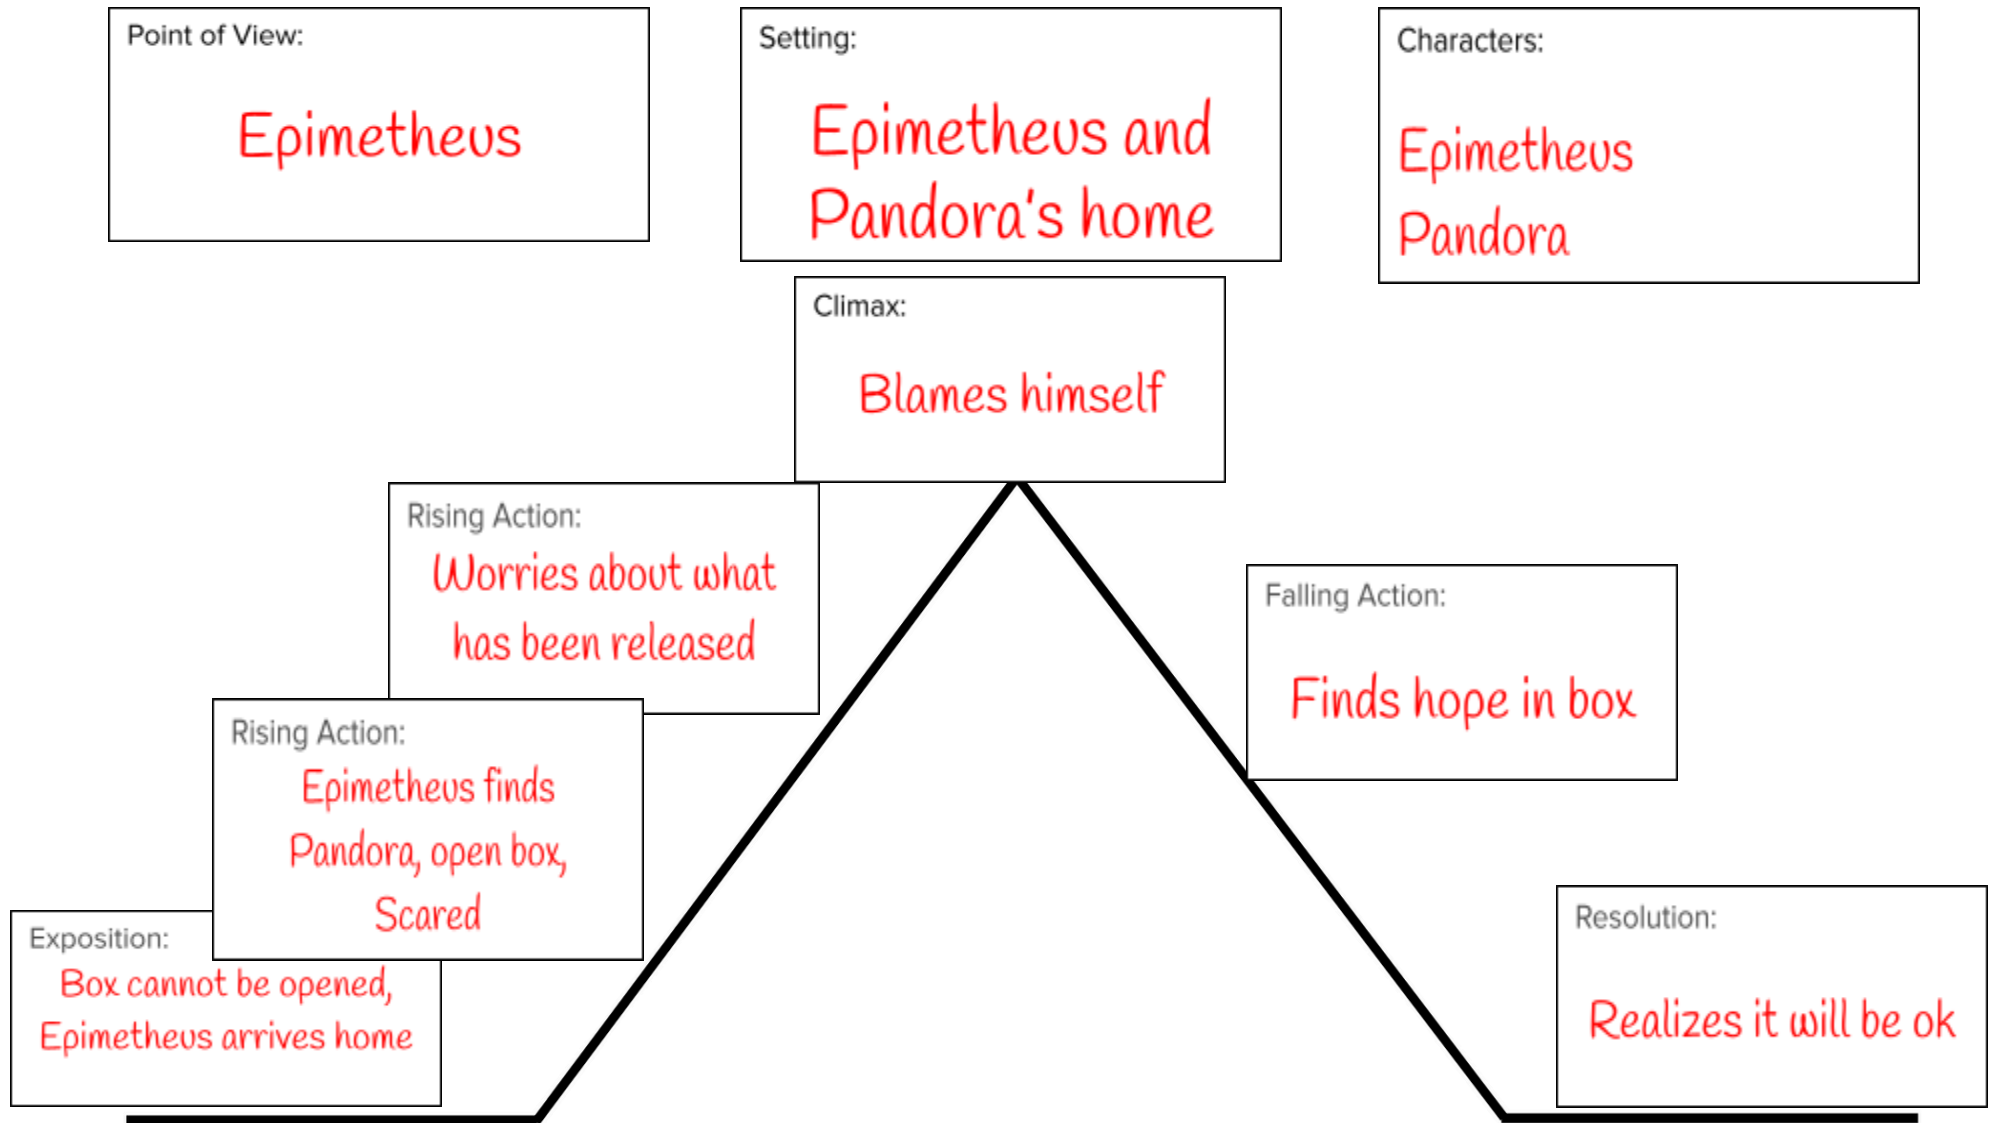 Point of View:
Epimetheus
Setting:
Epimetheus and
Pandora's home
Characters:
Epimetheus
Pandora
Climax:
Blames himself
Rising Action:
Worries about what
has been released
Rising Action:
Epimetheus finds
Pandora, open box,
Scared
Exposition:
Box cannot be opened,
Epimetheus arrives home
Falling Action:
Finds hope in box
Resolution:
Realizes it will be ok